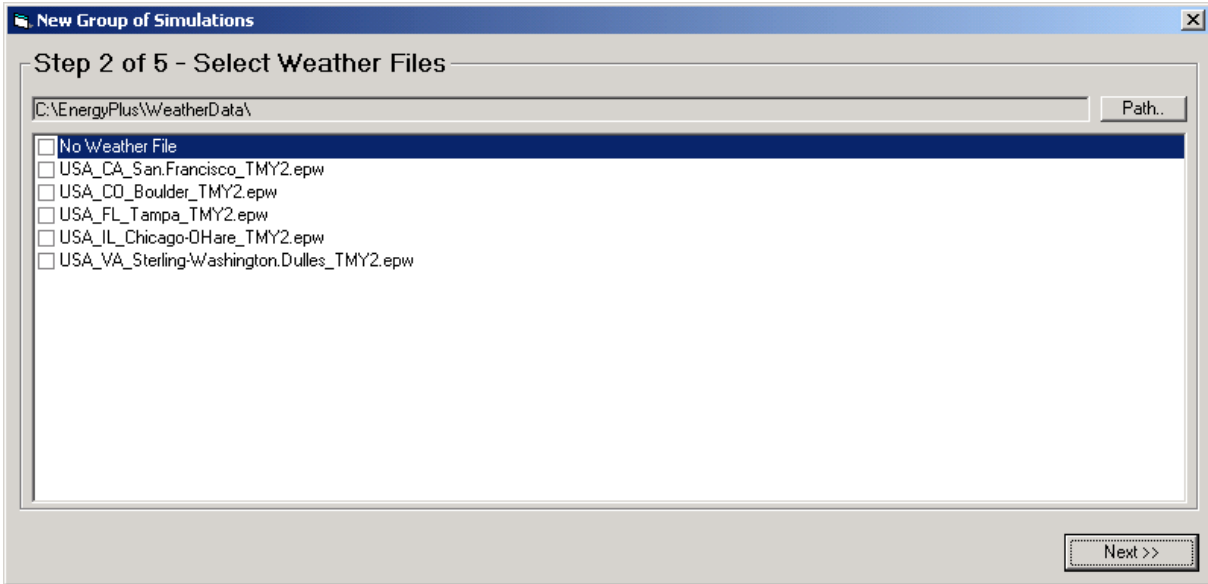 New Group of Simulations
Step 2 of 5 - Select Weather Files
C:\EnergyPlus\WeatherData\
Path..
No Weather File
USA_CA_San.Francisco_TMY2.epw
USA_CO_Boulder_TMY2.epw
USA_FL_Tampa_TMY2.epw
USA_IL_Chicago-OHare_TMY2.epw
USA_VA_Sterling-Washington.Dulles_TMY2.epw
Next >>